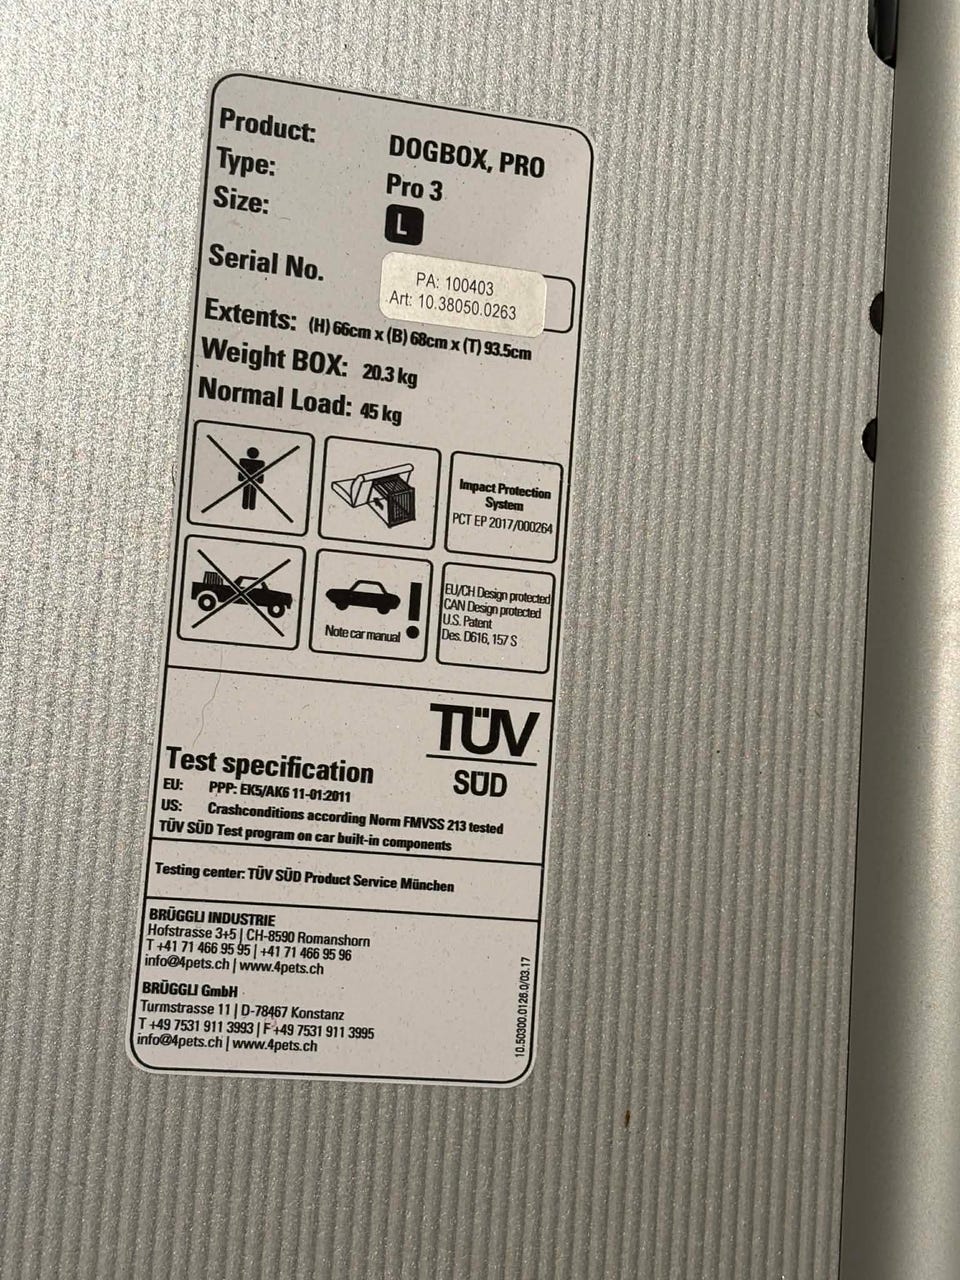 Product: DOGBOX, PRO
Type: Pro 3
Size: L
Serial No. PA: 100403
Art: 10.38050.0263
Extents: (H) 66cm x (B) 68cm x (T) 93.5cm
Weight BOX: 20.3 kg
Normal Load: 45 kg
Impact Protection
System
PCT EP 2017/000264
Note car manual
EU/CH Design protected
CAN Design protected
U.S. Patent
Des. D616, 157 S
TÜV
SÜD
Test specification
EU: PPP: EK5/AK6 11-01:2011
US: Crashconditions according Norm FMVSS 213 tested
TÜV SÜD Test program on car built-in components
Testing center: TÜV SÜD Product Service München
BRÜGGLI INDUSTRIE
Hofstrasse 3+5 | CH-8590 Romanshorn
T +41 71 466 95 95 | +41 71 466 95 96
info@4pets.ch | www.4pets.ch
BRÜGGLI GmbH
Turmstrasse 11 | D-78467 Konstanz
T +49 7531 911 3993 | F +49 7531 911 3995
info@4pets.ch | www.4pets.ch
10.50300.0126.0/03.17